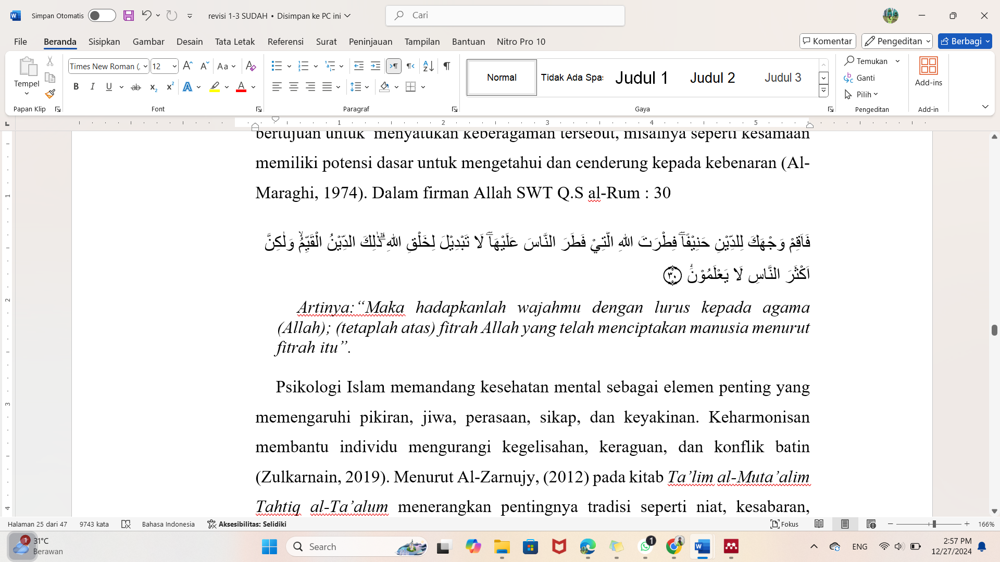 Simpan Otomatis
revisi 1-3 SUDAH • Disimpan ke PC ini
Cari
File Beranda Sisipkan Gambar Desain Tata Letak Referensi Surat Peninjauan Tampilan Bantuan Nitro Pro 10
Komentar Pengeditan Berbagi
Tempel
Times New Roman (. 12
Normal Tidak Ada Spas Judul 1 Judul 2 Judul 3
Temukan
Ganti
Pilih
Add-ins
Papan Klip Font Paragraf Gaya Pengeditan Add-in
1 2 3 4 5
bertujuan untuk menyatukan keberagaman tersebut, misalnya seperti kesamaan
memiliki potensi dasar untuk mengetahui dan cenderung kepada kebenaran (Al-
Maraghi, 1974). Dalam firman Allah SWT Q.S al-Rum : 30
فَاَقِمْ وَجْهَكَ لِلدِّيْنِ حَنِيْفًاۗ فِطْرَتَ اللّٰهِ الَّتِيْ فَطَرَ النَّاسَ عَلَيْهَاۗ لَا تَبْدِيْلَ لِخَلْقِ اللّٰهِ ۗذٰلِكَ الدِّيْنُ الْقَيِّمُۙ وَلٰكِنَّ
اَكْثَرَ النَّاسِ لَا يَعْلَمُوْنَۙ ۝٣٠
Artinya:“Maka hadapkanlah wajahmu dengan lurus kepada agama
(Allah); (tetaplah atas) fitrah Allah yang telah menciptakan manusia menurut
fitrah itu”.
Psikologi Islam memandang kesehatan mental sebagai elemen penting yang
memengaruhi pikiran, jiwa, perasaan, sikap, dan keyakinan. Keharmonisan
membantu individu mengurangi kegelisahan, keraguan, dan konflik batin
(Zulkarnain, 2019). Menurut Al-Zarnujy, (2012) pada kitab Ta’lim al-Muta’alim
Tahtiq al-Ta’alum menerangkan pentingnya tradisi seperti niat, kesabaran,
Halaman 25 dari 47 9743 kata Bahasa Indonesia Aksesibilitas: Selidiki
Fokus 166%
1 31°C
Berawan
Search
1
ENG
2:57 PM
12/27/2024